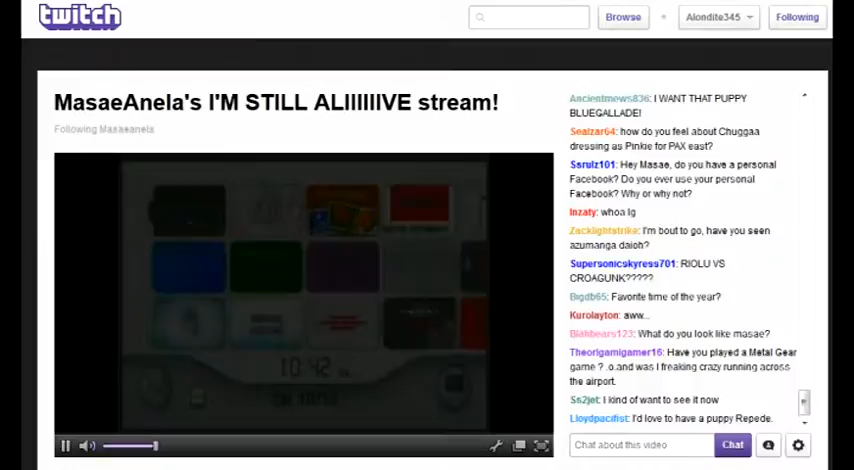 twitch
Browse
Alondite345
Following
MasaeAnela's I'M STILL ALIIIIIIVE stream!
Following Masaeanela
Ancientmews836: I WANT THAT PUPPY
BLUEGALLADE!
Sealzar64: how do you feel about Chuggaa
dressing as Pinkie for PAX east?
Ssrulz101: Hey Masae, do you have a personal
Facebook? Do you ever use your personal
Facebook? Why or why not?
Inzaty: whoa lg
Zacklightstrike: I'm bout to go, have you seen
azumanga daioh?
Supersonicskyress701: RIOLU VS
CROAGUNK?????
Bigdb65: Favorite time of the year?
Kurolayton: aww...
Blahbears123: What do you look like masae?
Theorigamigamer16: Have you played a Metal Gear
game ? .o.and was I freaking crazy running across
the airport.
Ss2jet: I kind of want to see it now
Lloydpacifist: I'd love to have a puppy Repede.
10:42
Chat about this video
Chat